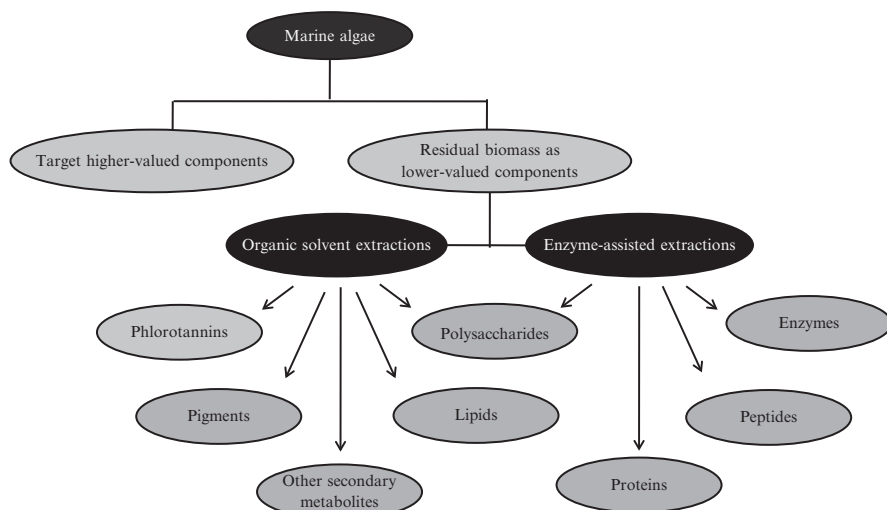 Marine algae
Target higher-valued components
Residual biomass as
lower-valued components
Organic solvent extractions
Enzyme-assisted extractions
Phlorotannins
Polysaccharides
Enzymes
Pigments
Lipids
Peptides
Other secondary
metabolites
Proteins